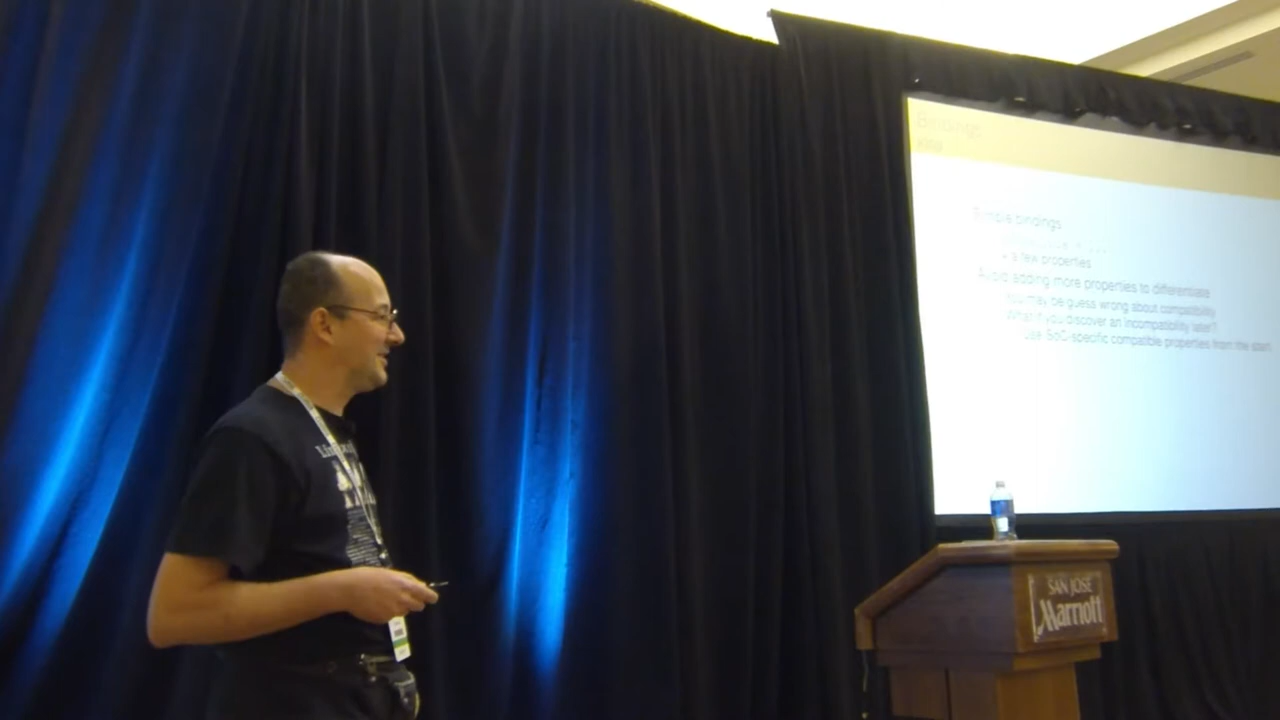 Bindings
Simple bindings
+ a few properties
Avoid adding more properties to differentiate
You may be guess wrong about compatibility
What if you discover an incompatibility later?
Use SoC-specific compatible properties from the start
SAN JOSE
Marriott